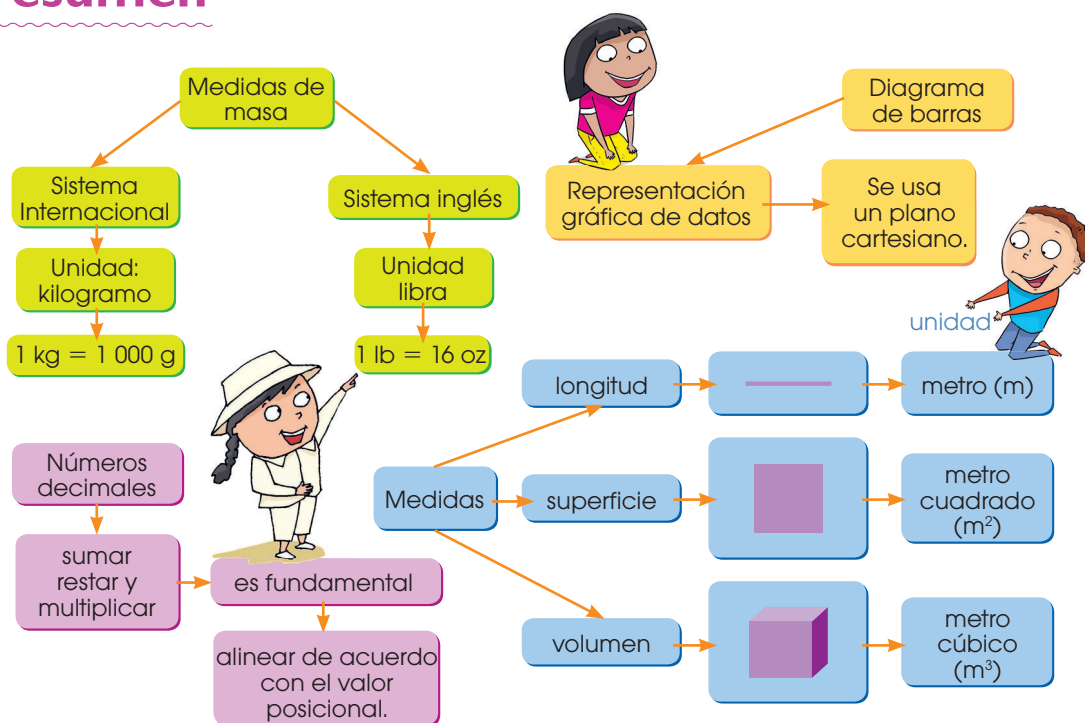 esumen
Medidas de
masa
Sistema
Internacional
Unidad:
kilogramo
1 kg = 1 000 g
Sistema inglés
Unidad
libra
1 lb = 16 oz
Diagrama
de barras
Representación
gráfica de datos
Se usa
un plano
cartesiano.
Números
decimales
sumar
restar y
multiplicar
es fundamental
alinear de acuerdo
con el valor
posicional.
unidad
Medidas
longitud
metro (m)
superficie
metro
cuadrado
(m²)
volumen
metro
cúbico
(m³)